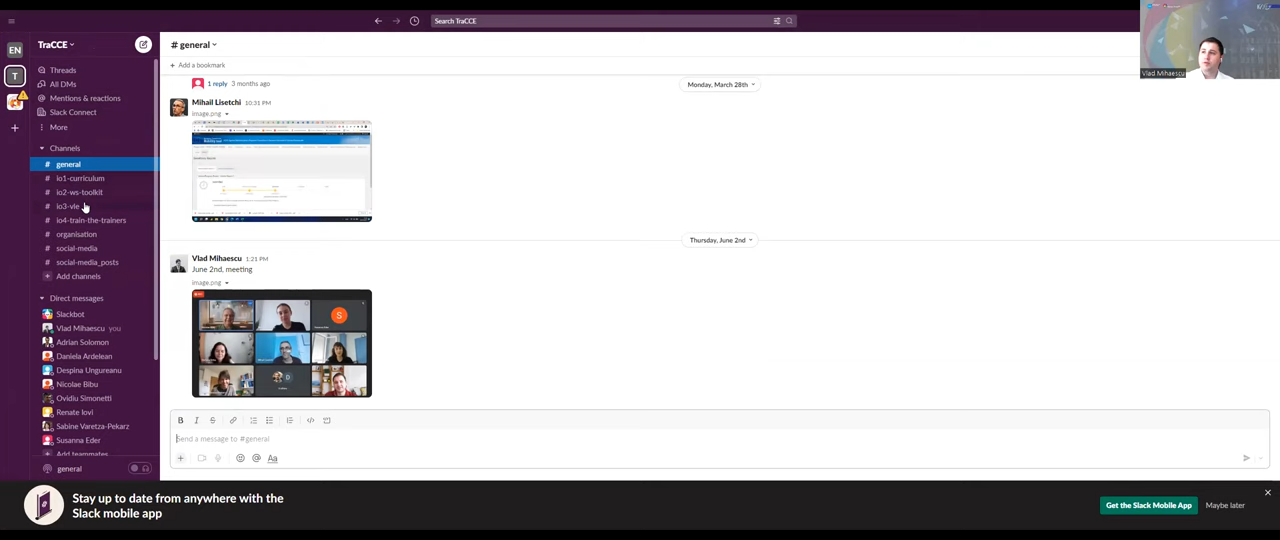 Search TraCCE
EN
TraCCE
# general
T
Threads
All DMs
Mentions & reactions
Slack Connect
More
Channels
# general
# io1-curriculum
# io2-ws-toolkit
# io3-vle
# io4-train-the-trainers
# organisation
# social-media
# social-media_posts
+ Add channels
Direct messages
Slackbot
Vlad Mihaescu you
Adrian Solomon
Daniela Ardelean
Despina Ungureanu
Nicolae Bibu
Ovidiu Simonetti
Renate Iovi
Sabine Varetza-Pekarz
Susanna Eder
Add teammates
general
+ Add a bookmark
1 reply 3 months ago
Monday, March 28th
Mihail Lisetchi 10:31 PM
image.png
Thursday, June 2nd
Vlad Mihaescu 1:21 PM
June 2nd, meeting
image.png
S
D
B I S
Send a message to #general
+ @ Aa
Vlad Mihaescu
Stay up to date from anywhere with the
Slack mobile app
Get the Slack Mobile App
Maybe later